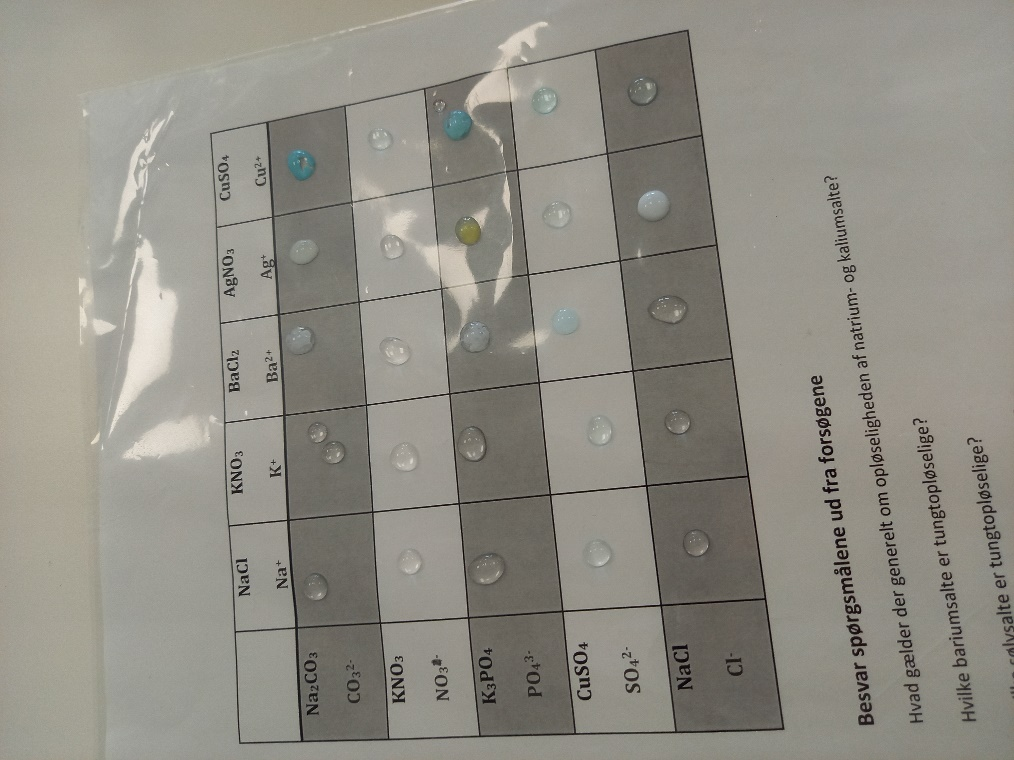 NaCl KNO₃ BaCl₂ AgNO₃ CuSO₄
Na⁺ K⁺ Ba²⁺ Ag⁺ Cu²⁺
Na₂CO₃
CO₃²⁻
KNO₃
NO₃⁻
K₃PO₄
PO₄³⁻
CuSO₄
SO₄²⁻
NaCl
Cl⁻
Besvar spørgsmålene ud fra forsøgene
Hvad gælder der generelt om opløseligheden af natrium- og kaliumsalte?
Hvilke bariumsalte er tungtopløselige?
sølvsalte er tungtopløselige?